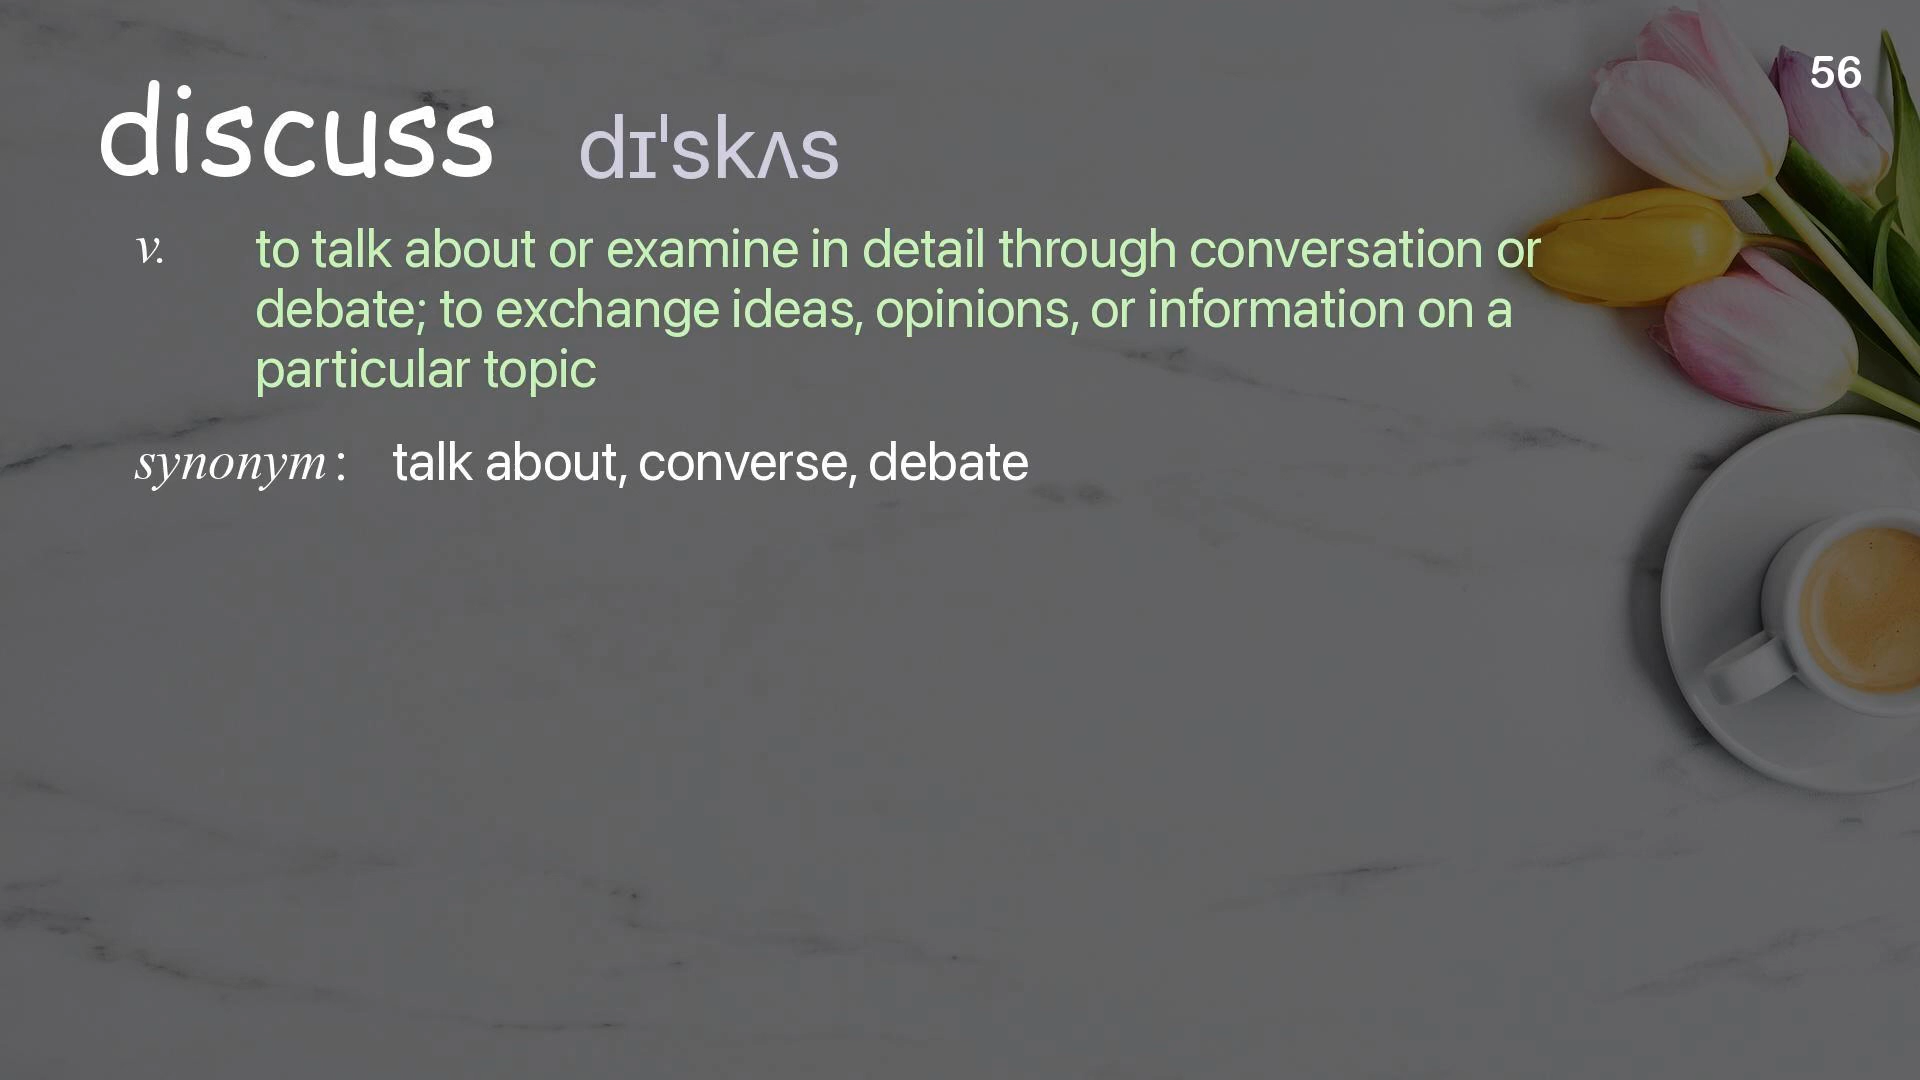 56
discuss dɪˈskʌs
v. to talk about or examine in detail through conversation or
debate; to exchange ideas, opinions, or information on a
particular topic
synonym: talk about, converse, debate